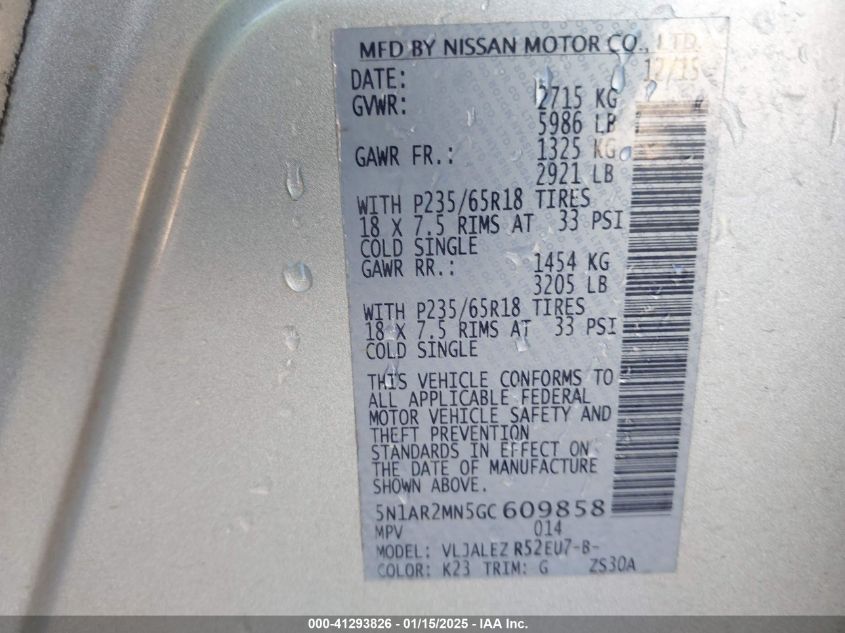 MFD BY NISSAN MOTOR CO., LTD.
DATE: 12/15
GVWR: 2715 KG
5986 LB
GAWR FR.: 1325 KG
2921 LB
WITH P235/65R18 TIRES
18 X 7.5 RIMS AT 33 PSI
COLD SINGLE
GAWR RR.: 1454 KG
3205 LB
WITH P235/65R18 TIRES
18 X 7.5 RIMS AT 33 PSI
COLD SINGLE
THIS VEHICLE CONFORMS TO
ALL APPLICABLE FEDERAL
MOTOR VEHICLE SAFETY AND
THEFT PREVENTION
STANDARDS IN EFFECT ON
THE DATE OF MANUFACTURE
SHOWN ABOVE.
5N1AR2MN5GC609858
MPV 014
MODEL: VLJALEZ R52EU7-B-
COLOR: K23 TRIM: G ZS30A
000-41293826 - 01/15/2025 - IAA Inc.